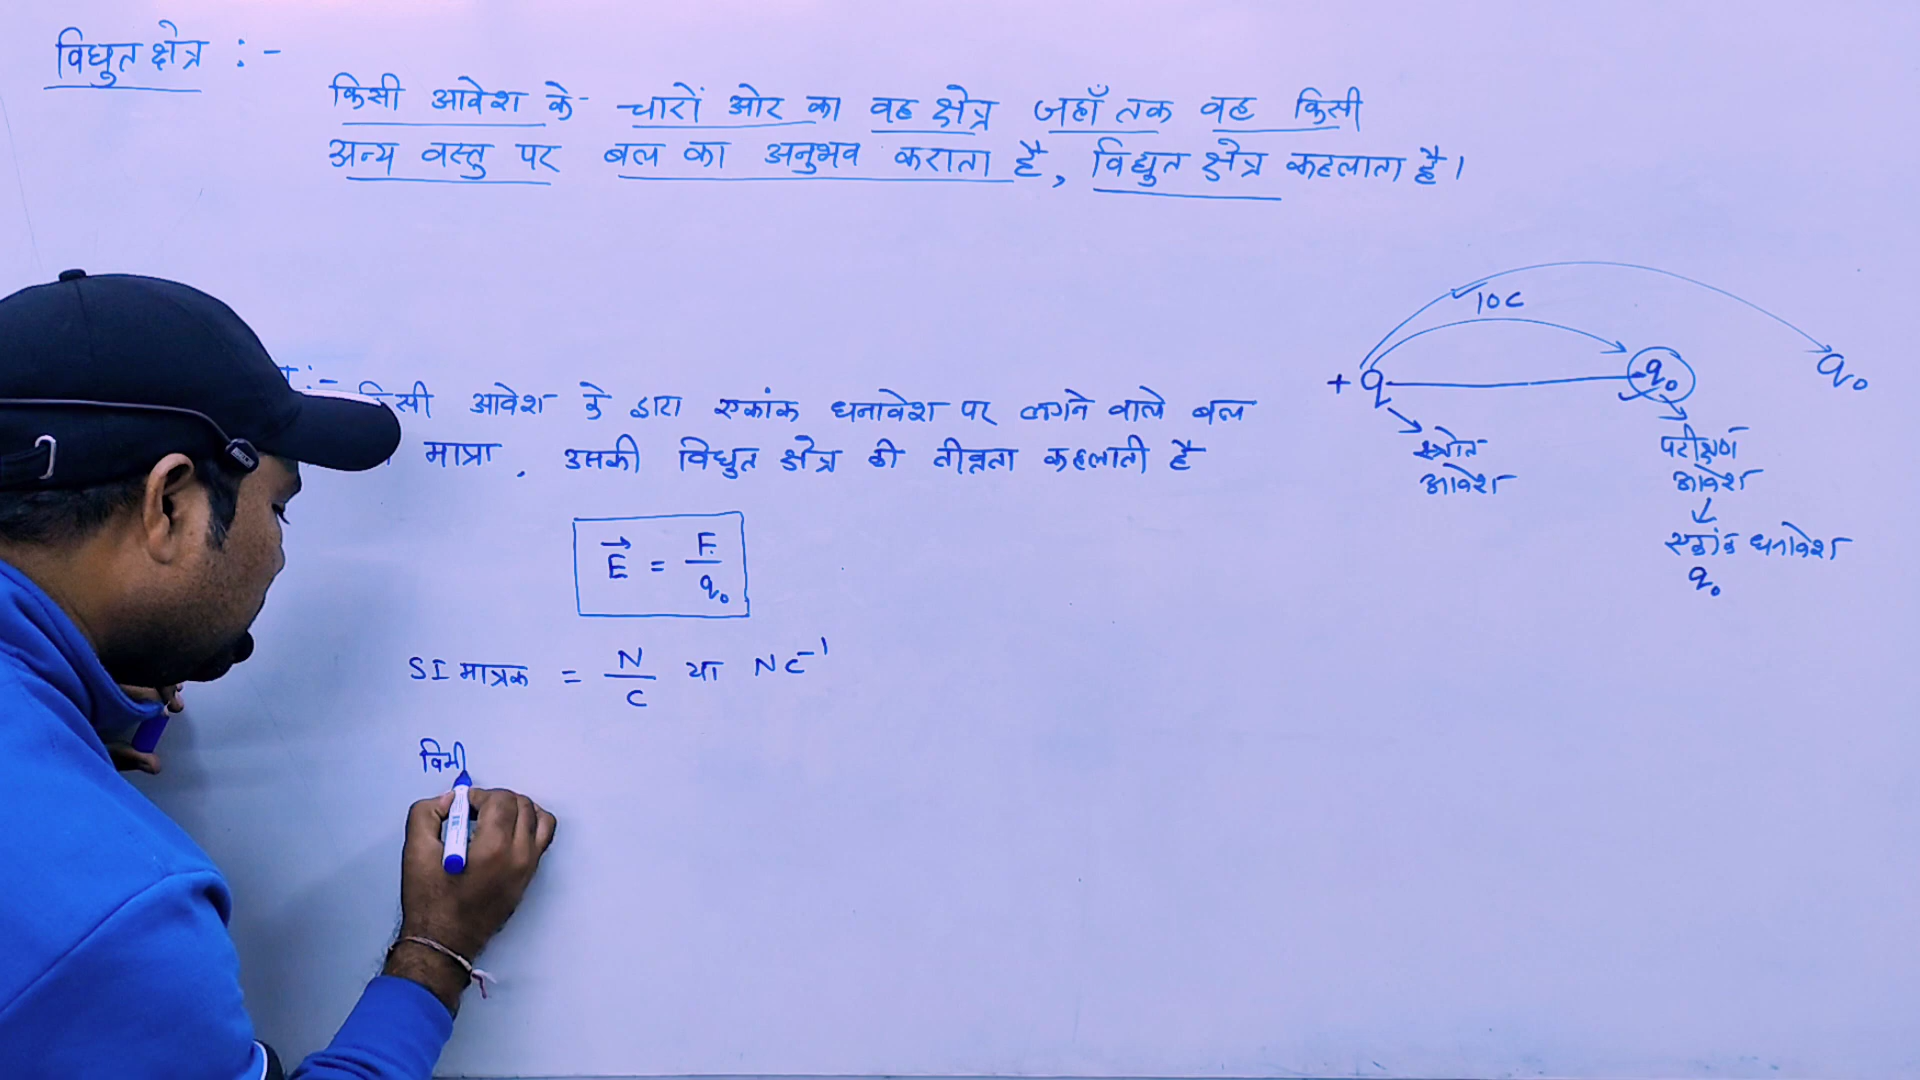 विद्युत क्षेत्र :-
किसी आवेश के चारों ओर का वह क्षेत्र जहाँ तक वह किसी
अन्य वस्तु पर बल का अनुभव कराता है, विद्युत क्षेत्र कहलाता है।
:-
आवेश के द्वारा एकांक धनावेश पर लगने वाले बल
मात्रा, उसकी विद्युत क्षेत्र की तीव्रता कहलाती है
E⃗ = F/q₀
SI मात्रक = N/C या NC⁻¹
विमी
10C
+q
q₀
q₀
स्त्रोत
आवेश
परीक्षण
आवेश
↓
एकांक धनावेश
q₀